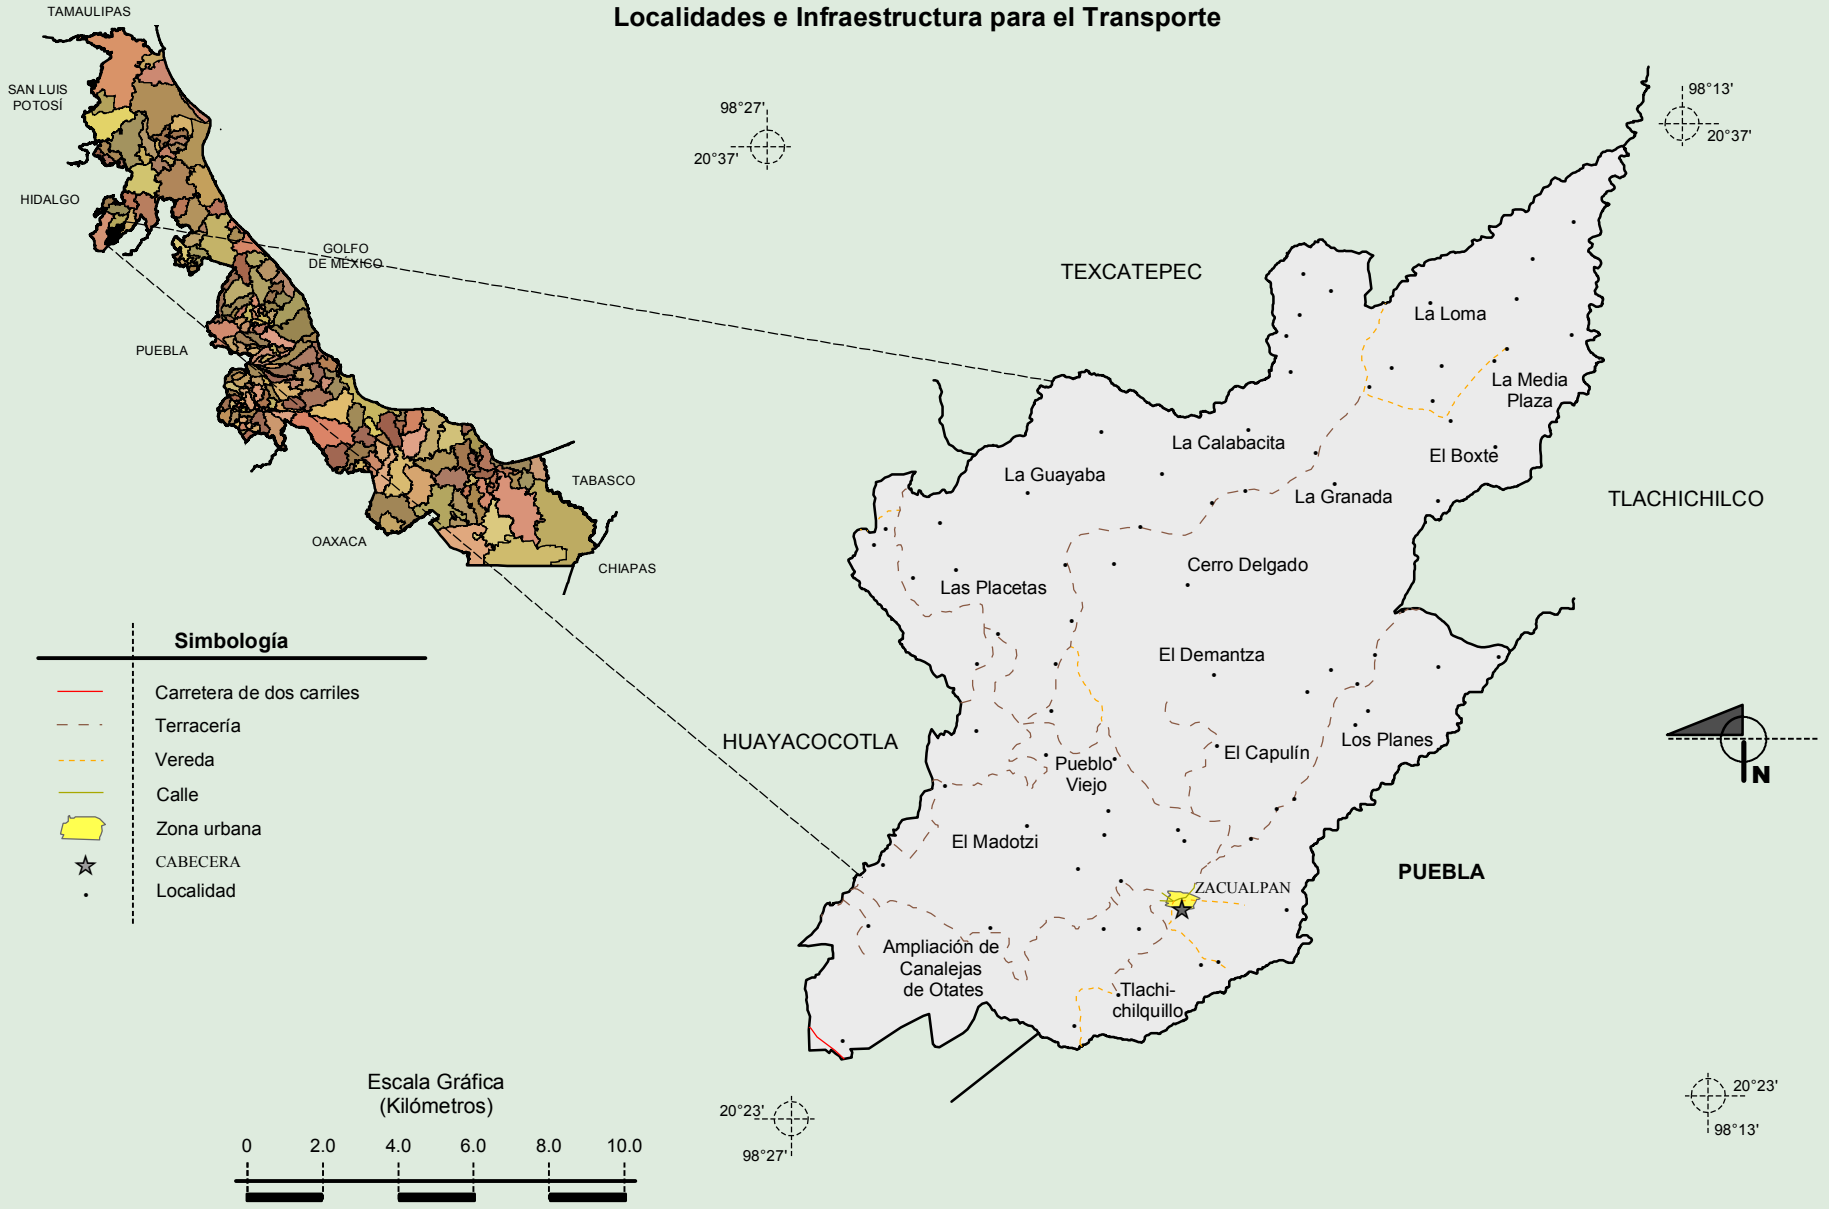 Localidades e Infraestructura para el Transporte
TAMAULIPAS
SAN LUIS
POTOSÍ
HIDALGO
GOLFO
DE MÉXICO
PUEBLA
TABASCO
OAXACA
CHIAPAS
98°27'
20°37'
98°13'
20°37'
TEXCATEPEC
La Loma
La Media
Plaza
La Calabacita
El Boxte
La Guayaba
La Granada
TLACHICHILCO
Cerro Delgado
Las Placetas
El Demantza
HUAYACOCOTLA
Los Planes
El Capulín
Pueblo
Viejo
El Madotzi
PUEBLA
ZACUALPAN
Ampliación de
Canalejas
de Otates
Tlachi-
chilquillo
N
Simbología
Carretera de dos carriles
Terracería
Vereda
Calle
Zona urbana
CABECERA
Localidad
Escala Gráfica
(Kilómetros)
0 2.0 4.0 6.0 8.0 10.0
20°23'
98°27'
20°23'
98°13'